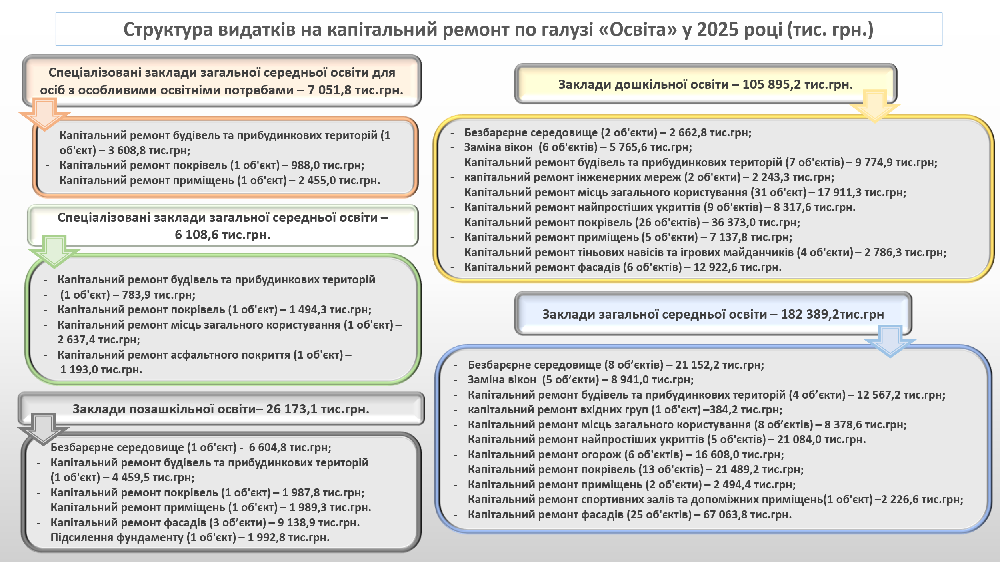 Структура видатків на капітальний ремонт по галузі «Освіта» у 2025 році (тис. грн.)
Спеціалізовані заклади загальної середньої освіти для
осіб з особливими освітніми потребами – 7 051,8 тис.грн.
- Капітальний ремонт будівель та прибудинкових територій (1
об'єкт) – 3 608,8 тис.грн;
- Капітальний ремонт покрівель (1 об'єкт) – 988,0 тис.грн;
- Капітальний ремонт приміщень (1 об'єкт) – 2 455,0 тис.грн.
Спеціалізовані заклади загальної середньої освіти –
6 108,6 тис.грн.
- Капітальний ремонт будівель та прибудинкових територій
- (1 об'єкт) – 783,9 тис.грн;
- Капітальний ремонт покрівель (1 об'єкт) – 1 494,3 тис.грн;
- Капітальний ремонт місць загального користування (1 об'єкт) –
2 637,4 тис.грн;
- Капітальний ремонт асфальтного покриття (1 об'єкт) –
1 193,0 тис.грн.
Заклади позашкільної освіти– 26 173,1 тис.грн.
- Безбарєрне середовище (1 об'єкт) - 6 604,8 тис.грн;
- Капітальний ремонт будівель та прибудинкових територій
- (1 об'єкт) – 4 459,5 тис.грн;
- Капітальний ремонт покрівель (1 об'єкт) – 1 987,8 тис.грн;
- Капітальний ремонт приміщень (1 об'єкт) – 1 989,3 тис.грн.
- Капітальний ремонт фасадів (3 об’єкти) – 9 138,9 тис.грн.
- Підсилення фундаменту (1 об'єкт) – 1 992,8 тис.грн.
Заклади дошкільної освіти – 105 895,2 тис.грн.
- Безбарєрне середовище (2 об'єкти) – 2 662,8 тис.грн;
- Заміна вікон (6 об'єктів) – 5 765,6 тис.грн;
- Капітальний ремонт будівель та прибудинкових територій (7 об'єктів) – 9 774,9 тис.грн;
- капітальний ремонт інженерних мереж (2 об'єкти) – 2 243,3 тис.грн;
- Капітальний ремонт місць загального користування (31 об'єкт) – 17 911,3 тис.грн;
- Капітальний ремонт найпростіших укриттів (9 об'єктів) – 8 317,6 тис.грн.
- Капітальний ремонт покрівель (26 об'єктів) – 36 373,0 тис.грн;
- Капітальний ремонт приміщень (5 об'єкти) – 7 137,8 тис.грн;
- Капітальний ремонт тіньових навісів та ігрових майданчиків (4 об'єкти) – 2 786,3 тис.грн;
- Капітальний ремонт фасадів (6 об'єктів) – 12 922,6 тис.грн.
Заклади загальної середньої освіти – 182 389,2тис.грн
- Безбарєрне середовище (8 об’єктів) – 21 152,2 тис.грн;
- Заміна вікон (5 об’єкти) – 8 941,0 тис.грн;
- Капітальний ремонт будівель та прибудинкових територій (4 об’єкти) – 12 567,2 тис.грн;
- капітальний ремонт вхідних груп (1 об'єкт) –384,2 тис.грн;
- Капітальний ремонт місць загального користування (8 об’єктів) – 8 378,6 тис.грн;
- Капітальний ремонт найпростіших укриттів (5 об'єктів) – 21 084,0 тис.грн.
- Капітальний ремонт огорож (6 об'єктів) – 16 608,0 тис.грн;
- Капітальний ремонт покрівель (13 об'єктів) – 21 489,2 тис.грн;
- Капітальний ремонт приміщень (2 об'єкти) – 2 494,4 тис.грн;
- Капітальний ремонт спортивних залів та допоміжних приміщень(1 об'єкт) –2 226,6 тис.грн;
- Капітальний ремонт фасадів (25 об'єктів) – 67 063,8 тис.грн.